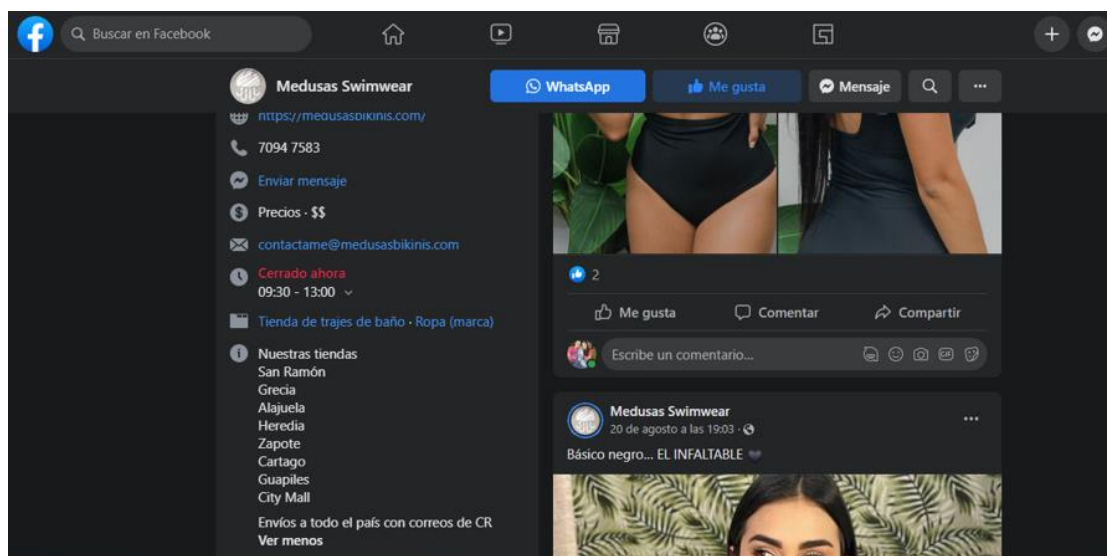 Buscar en Facebook
Medusas Swimwear
WhatsApp
Me gusta
Mensaje
https://medusasbikinis.com/
7094 7583
Enviar mensaje
Precios · $$
contactame@medusasbikinis.com
Cerrado ahora
09:30 - 13:00
Tienda de trajes de baño · Ropa (marca)
Nuestras tiendas
San Ramón
Grecia
Alajuela
Heredia
Zapote
Cartago
Guapiles
City Mall
Envíos a todo el país con correos de CR
Ver menos
2
Me gusta
Comentar
Compartir
Escribe un comentario...
GIF
Medusas Swimwear
20 de agosto a las 19:03 ·
Básico negro... EL INFALTABLE 🖤